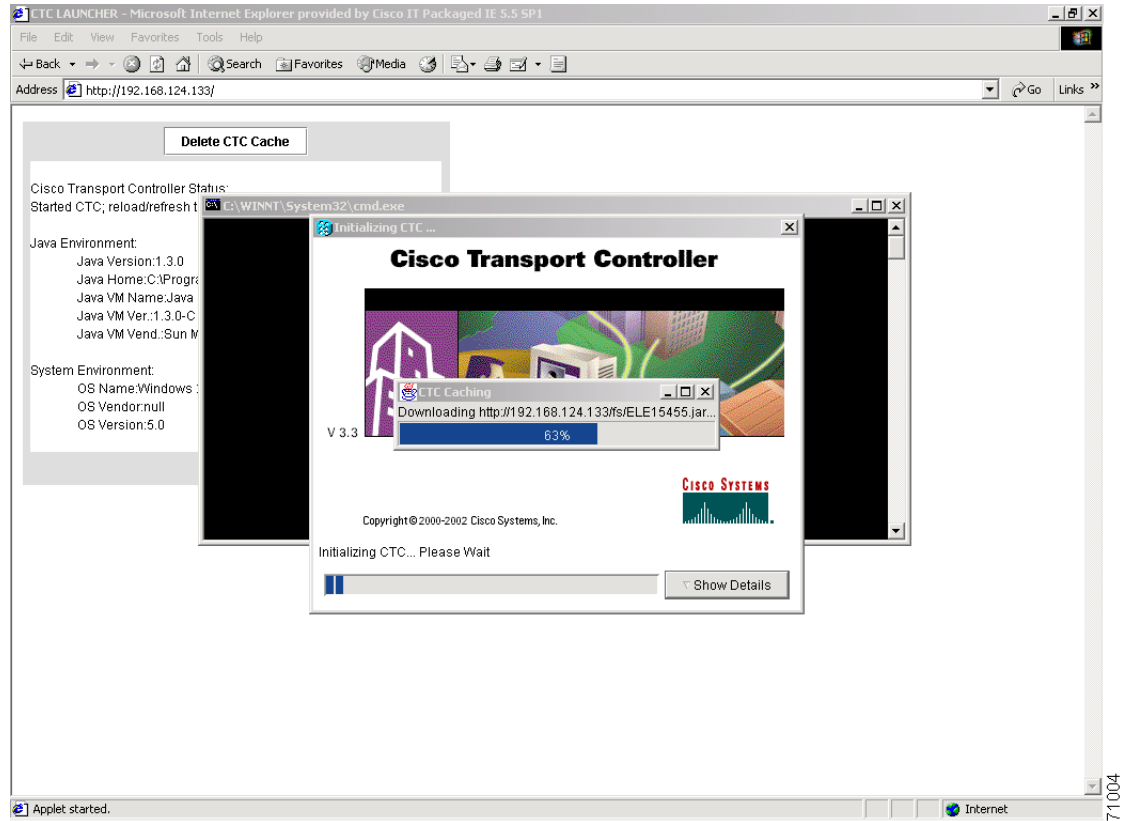 CTC LAUNCHER - Microsoft Internet Explorer provided by Cisco IT Packaged IE 5.5 SP1
File Edit View Favorites Tools Help
Back Search Favorites Media
Address http://192.168.124.133/ Go Links »
Delete CTC Cache
Cisco Transport Controller Status:
Started CTC; reload/refresh t
Java Environment:
Java Version:1.3.0
Java Home:C:\Progra
Java VM Name:Java
Java VM Ver.:1.3.0-C
Java VM Vend.:Sun M
System Environment:
OS Name:Windows
OS Vendor:null
OS Version:5.0
C:\WINNT\System32\cmd.exe
Initializing CTC ...
Cisco Transport Controller
CTC Caching
Downloading http://192.168.124.133/fs/ELE15455.jar...
63%
V 3.3
CISCO SYSTEMS
Copyright©2000-2002 Cisco Systems, Inc.
Initializing CTC... Please Wait
Show Details
Applet started. Internet
71004